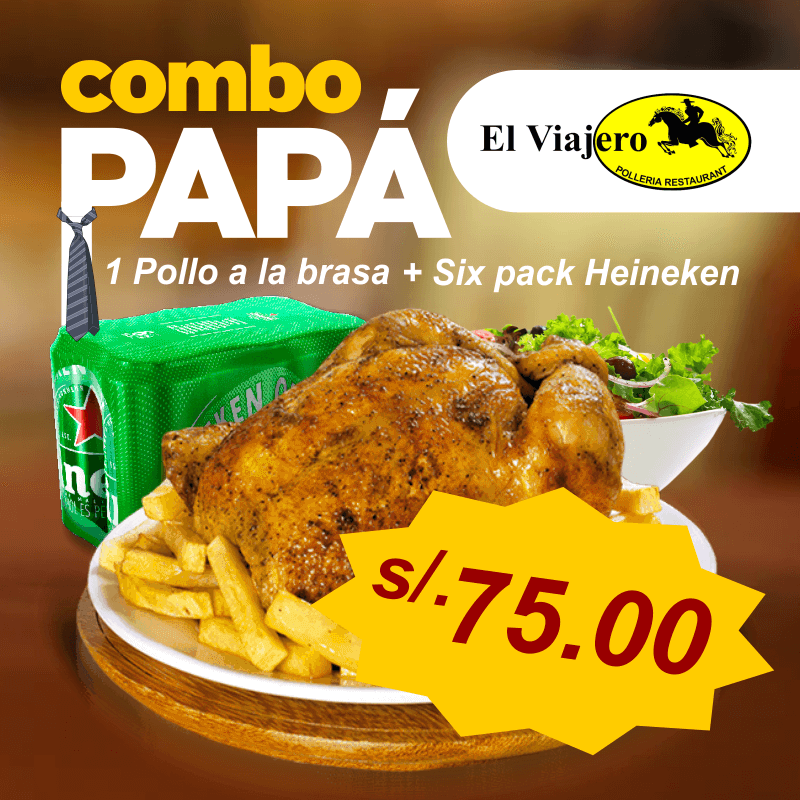 combo
PAPÁ
El Viajero
POLLERIA RESTAURANT
1 Pollo a la brasa + Six pack Heineken
s/.75.00